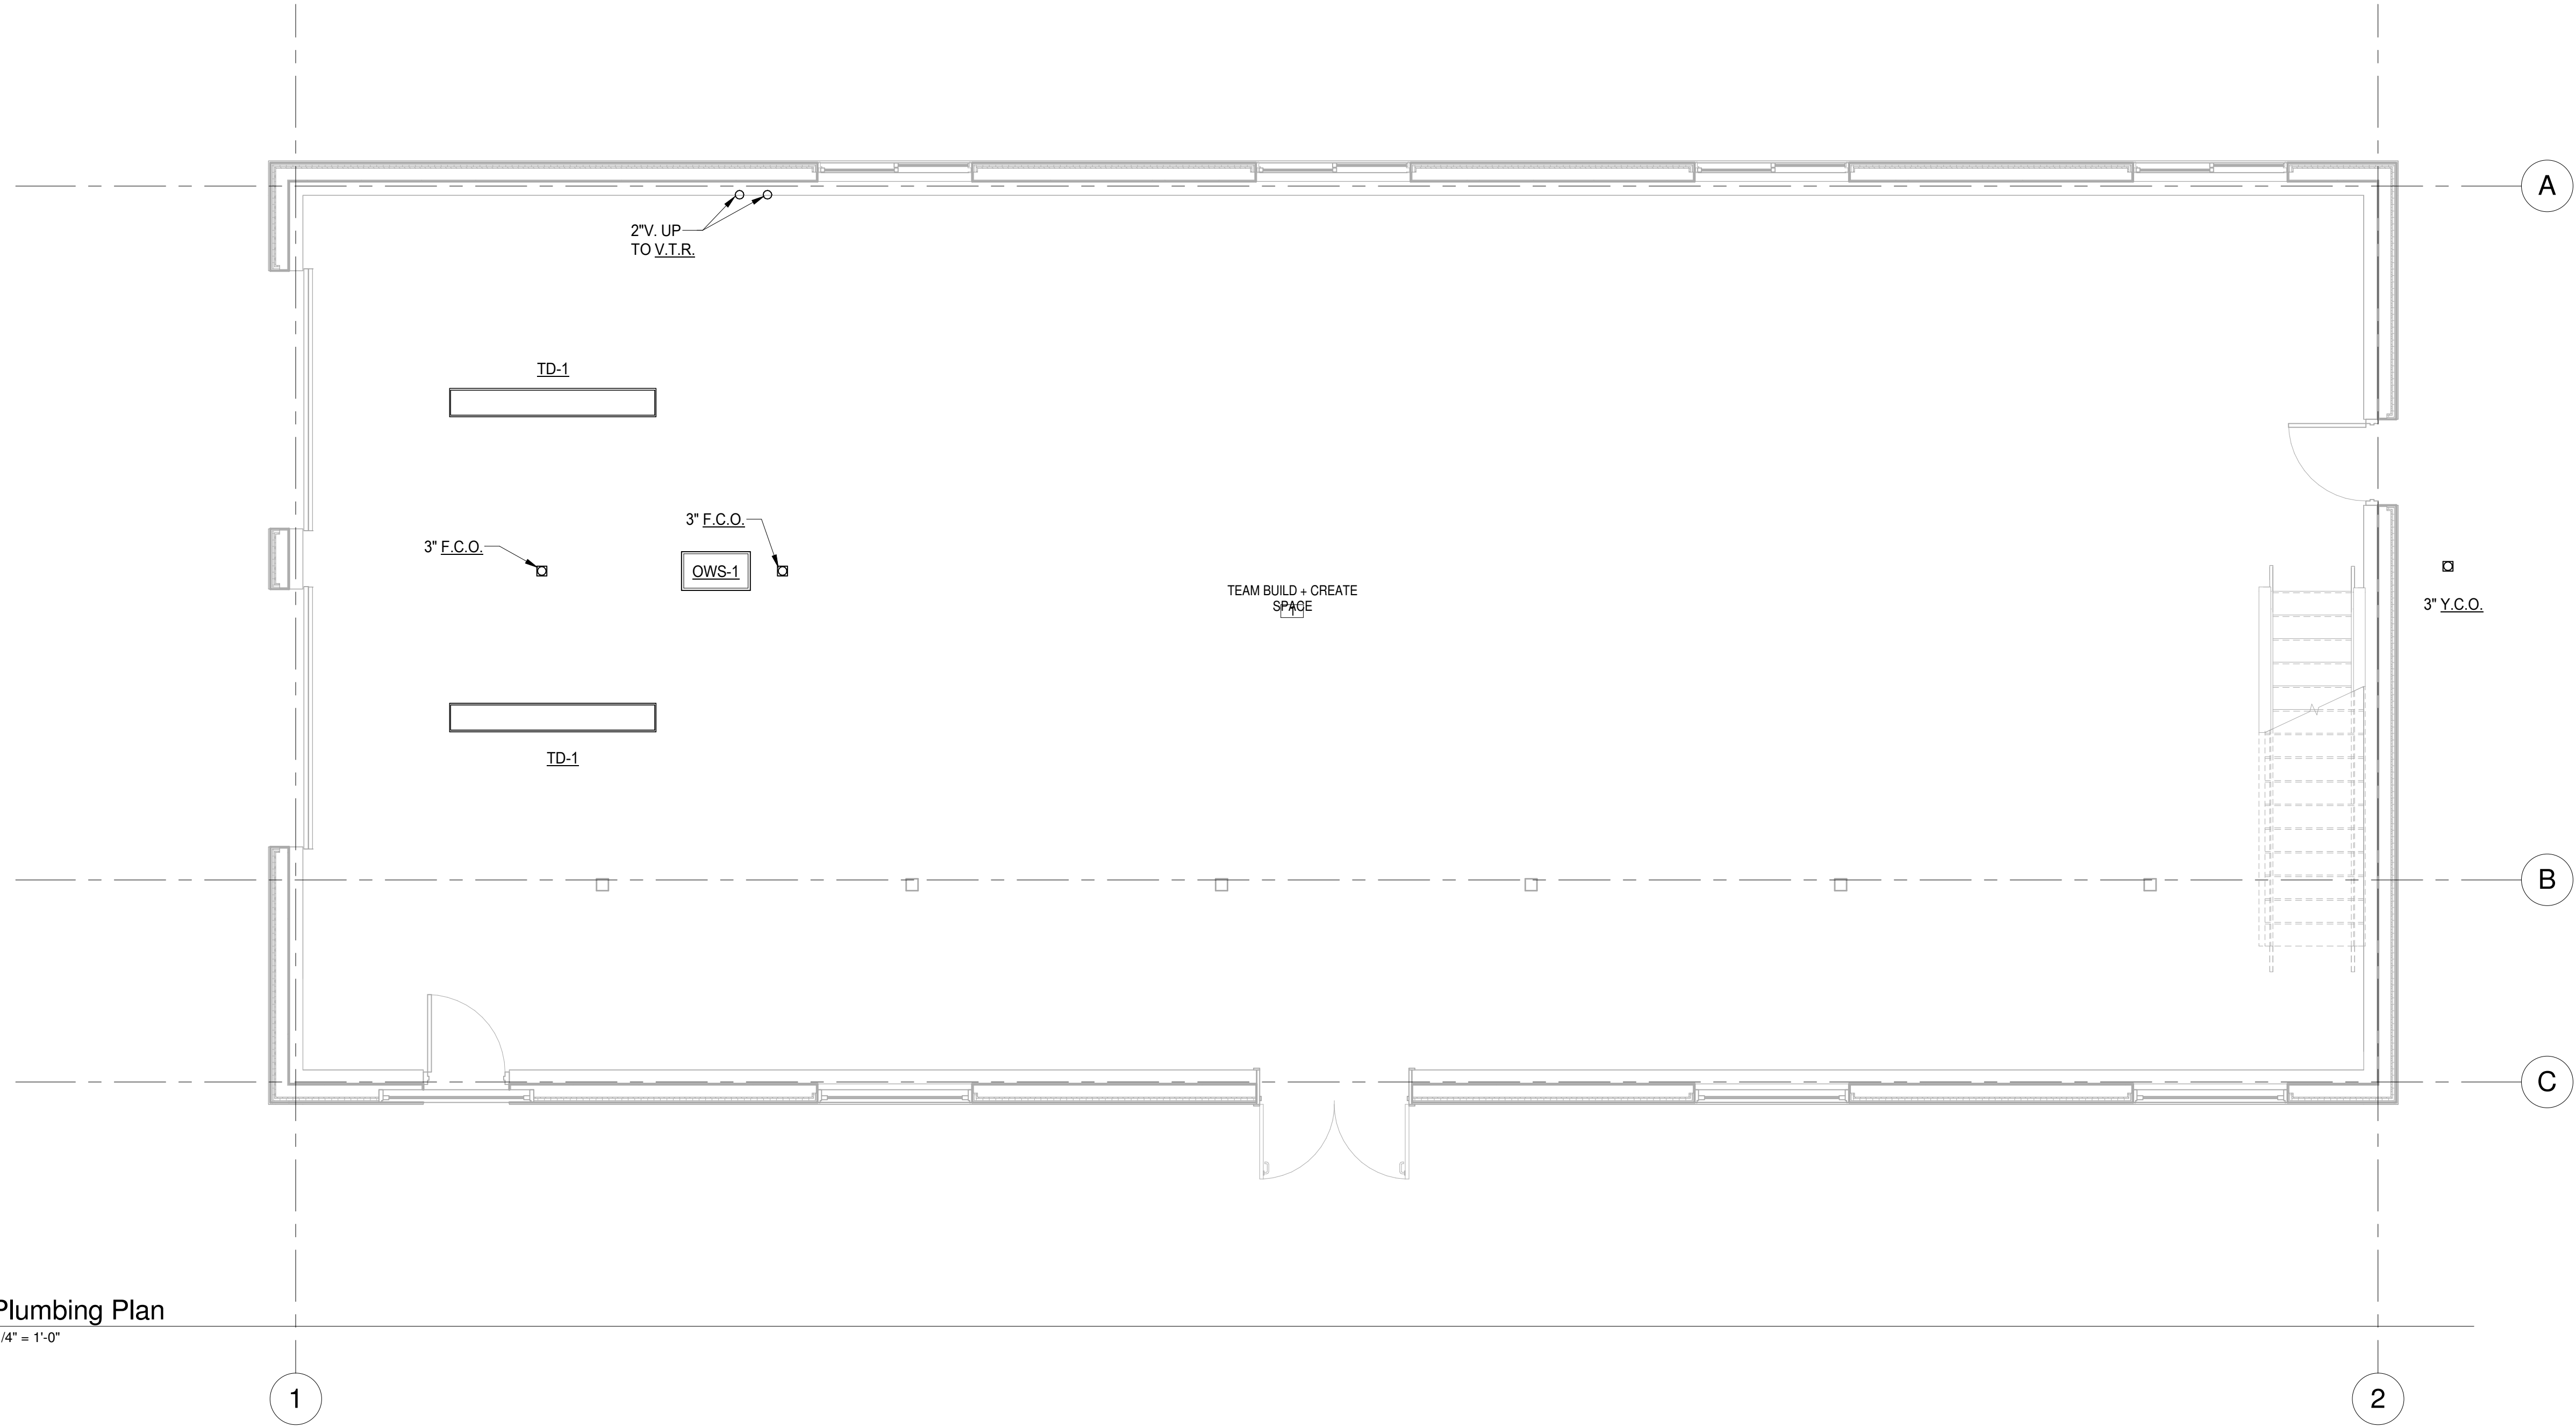 A
2"V. UP
TO V.T.R.
TD-1
3" F.C.O.
3" F.C.O.
OWS-1
TEAM BUILD + CREATE
SPACE
1
3" Y.C.O.
TD-1
B
C
Plumbing Plan
/4" = 1'-0"
1
2